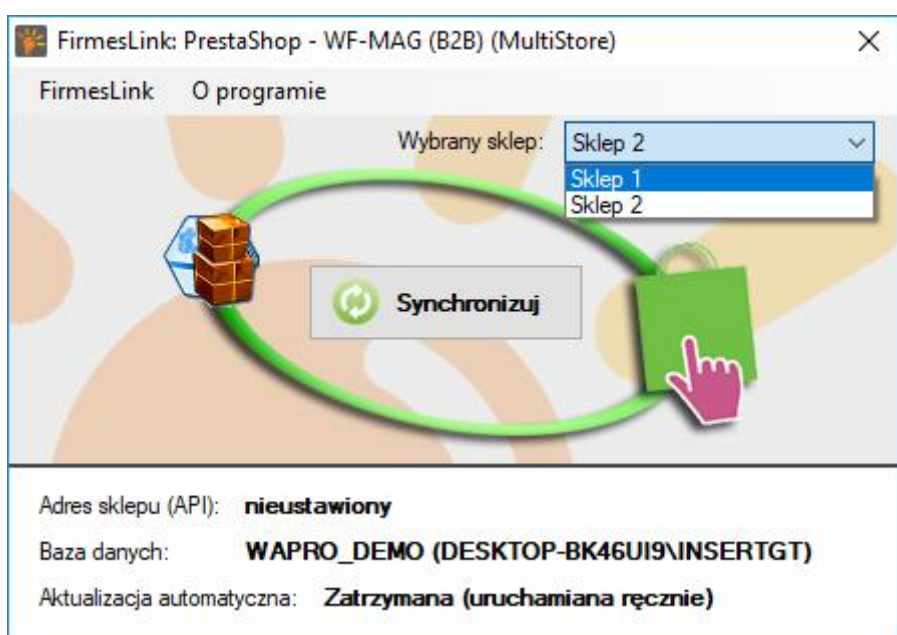 FirmesLink: PrestaShop - WF-MAG (B2B) (MultiStore)
FirmesLink O programie
Wybrany sklep: Sklep 2
Sklep 1
Sklep 2
Synchronizuj
Adres sklepu (API): nieustawiony
Baza danych: WAPRO_DEMO (DESKTOP-BK46UI9\INSERTGT)
Aktualizacja automatyczna: Zatrzymana (uruchamiana ręcznie)